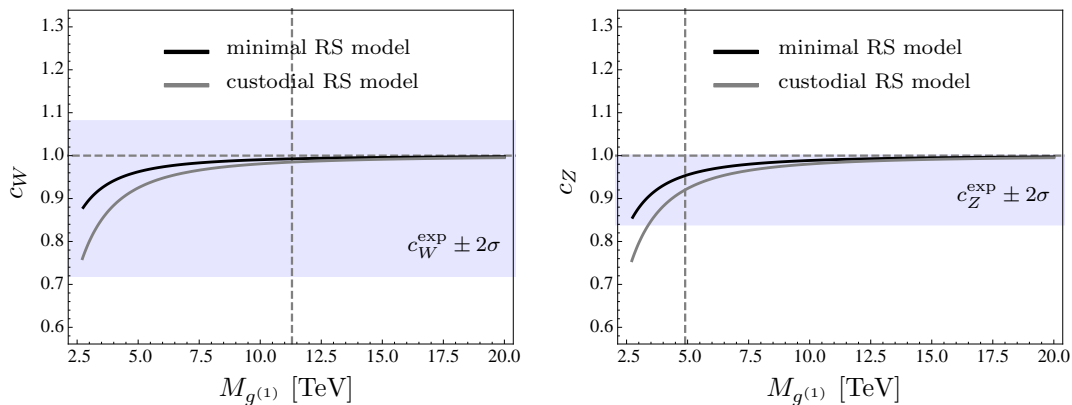 1.3
1.2
1.1
1.0
0.9
0.8
0.7
0.6
c_W
minimal RS model
custodial RS model
c_W^exp ± 2σ
2.5 5.0 7.5 10.0 12.5 15.0 17.5 20.0
M_g(1) [TeV]
1.3
1.2
1.1
1.0
0.9
0.8
0.7
0.6
c_Z
minimal RS model
custodial RS model
c_Z^exp ± 2σ
2.5 5.0 7.5 10.0 12.5 15.0 17.5 20.0
M_g(1) [TeV]